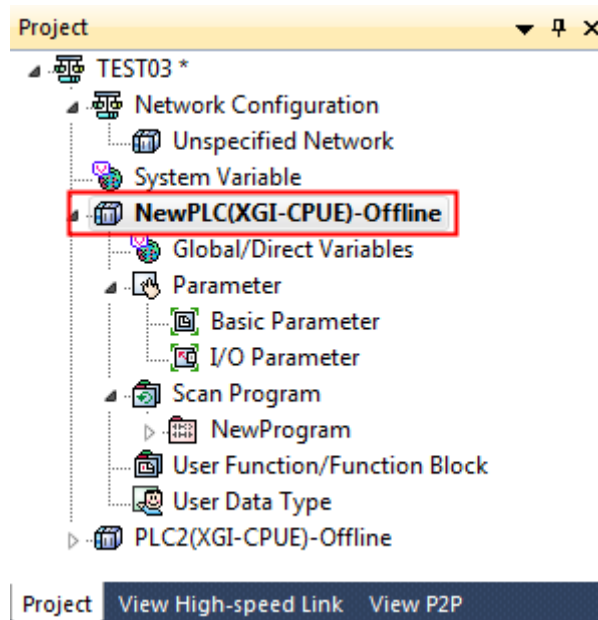 Project
TEST03 *
Network Configuration
Unspecified Network
System Variable
NewPLC(XGI-CPUE)-Offline
Global/Direct Variables
Parameter
Basic Parameter
I/O Parameter
Scan Program
NewProgram
User Function/Function Block
User Data Type
PLC2(XGI-CPUE)-Offline
Project View High-speed Link View P2P